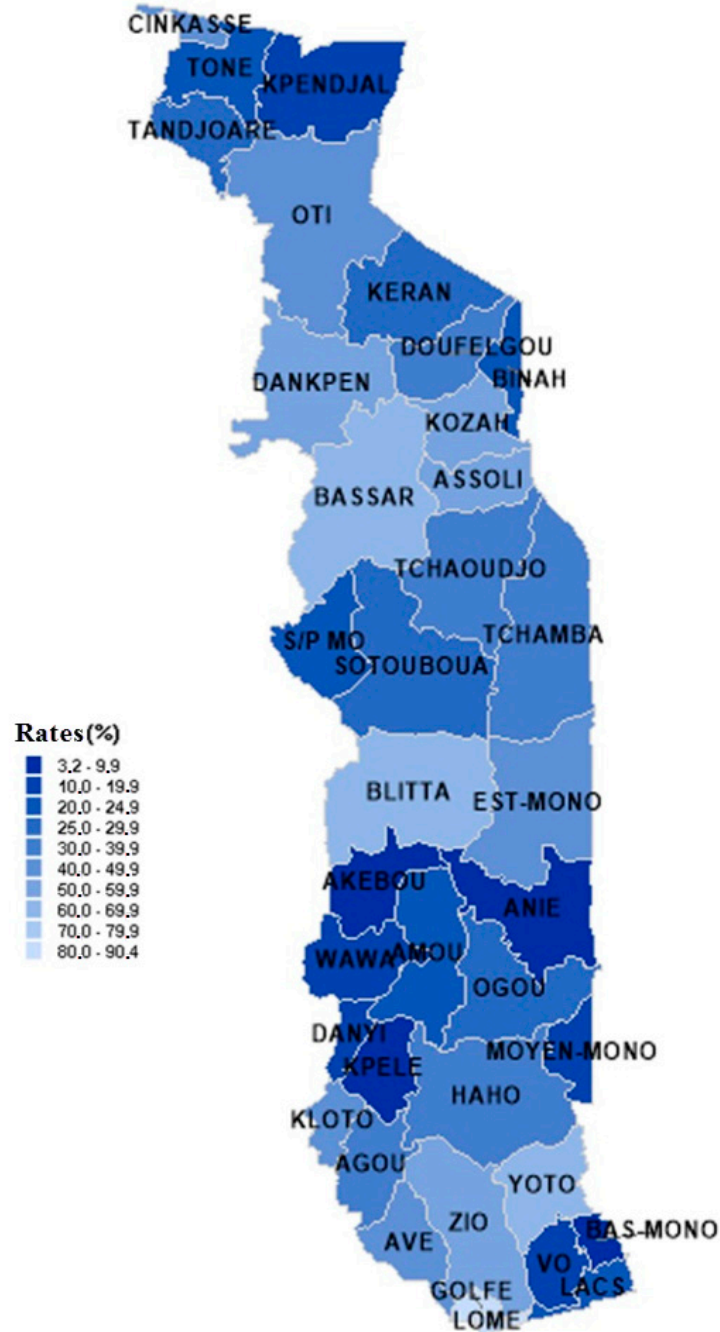 CINKASSE
TONE
KPENDJAL
TANDJOARE
OTI
KERAN
DOUFELGOU
BINAH
DANKPEN
KOZAH
ASSOLI
BASSAR
TCHAOUDJO
TCHAMBA
S/P MO
SOTOUBOUA
Rates(%)
3.2 - 9.9
10.0 - 19.9
20.0 - 24.9
25.0 - 29.9
30.0 - 39.9
40.0 - 49.9
50.0 - 59.9
60.0 - 69.9
70.0 - 79.9
80.0 - 90.4
BLITTA
EST-MONO
AKEBOU
ANIE
WAWA
AMOU
OGOU
DANYI
MOYEN-MONO
KPELE
HAHO
KLOTO
AGOU
YOTO
ZIO
BAS-MONO
AVE
VO
LACS
GOLFE
LOME